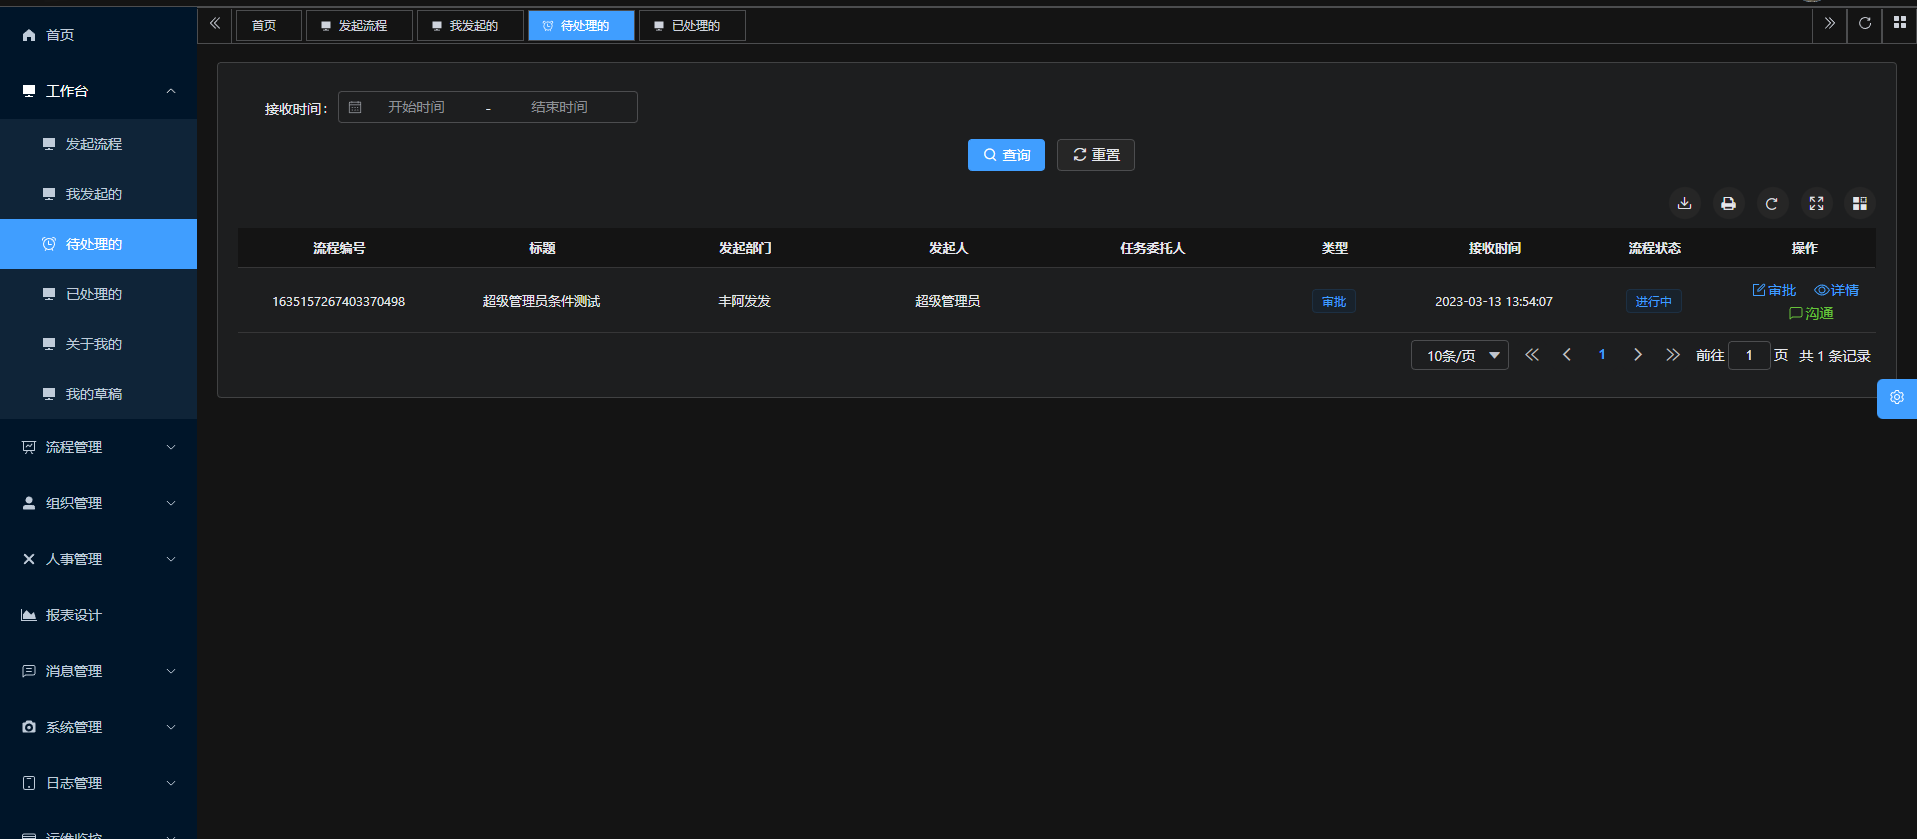 首页
工作台
发起流程
我发起的
待处理的
已处理的
关于我的
我的草稿
流程管理
组织管理
人事管理
报表设计
消息管理
系统管理
日志管理
运维监控
首页 发起流程 我发起的 待处理的 已处理的
接收时间: 开始时间 - 结束时间
查询 重置
流程编号 标题 发起部门 发起人 任务委托人 类型 接收时间 流程状态 操作
1635157267403370498 超级管理员条件测试 丰阿发发 超级管理员 审批 2023-03-13 13:54:07 进行中 审批 详情
沟通
10条/页 1 前往 1 页 共 1 条记录